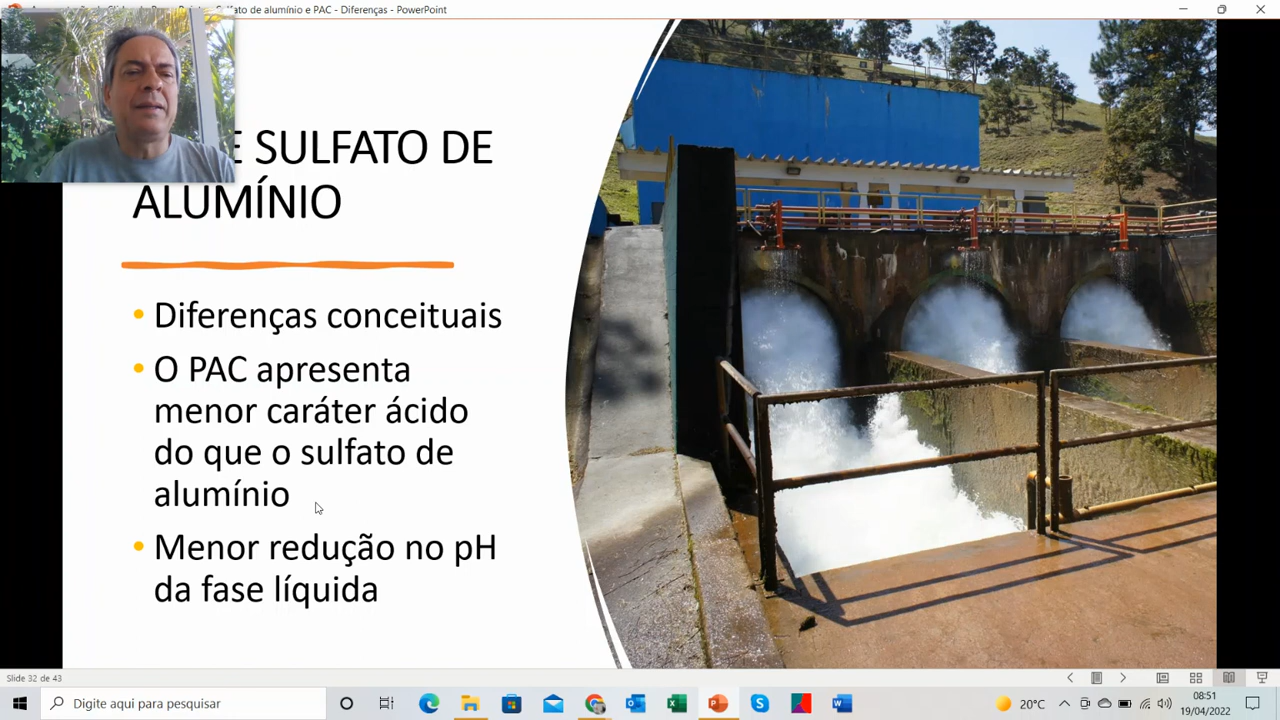 Sulfato de alumínio e PAC - Diferenças - PowerPoint
E SULFATO DE
ALUMÍNIO
• Diferenças conceituais
• O PAC apresenta
menor caráter ácido
do que o sulfato de
alumínio
• Menor redução no pH
da fase líquida
Slide 32 de 43
Digite aqui para pesquisar
20°C
08:51
19/04/2022